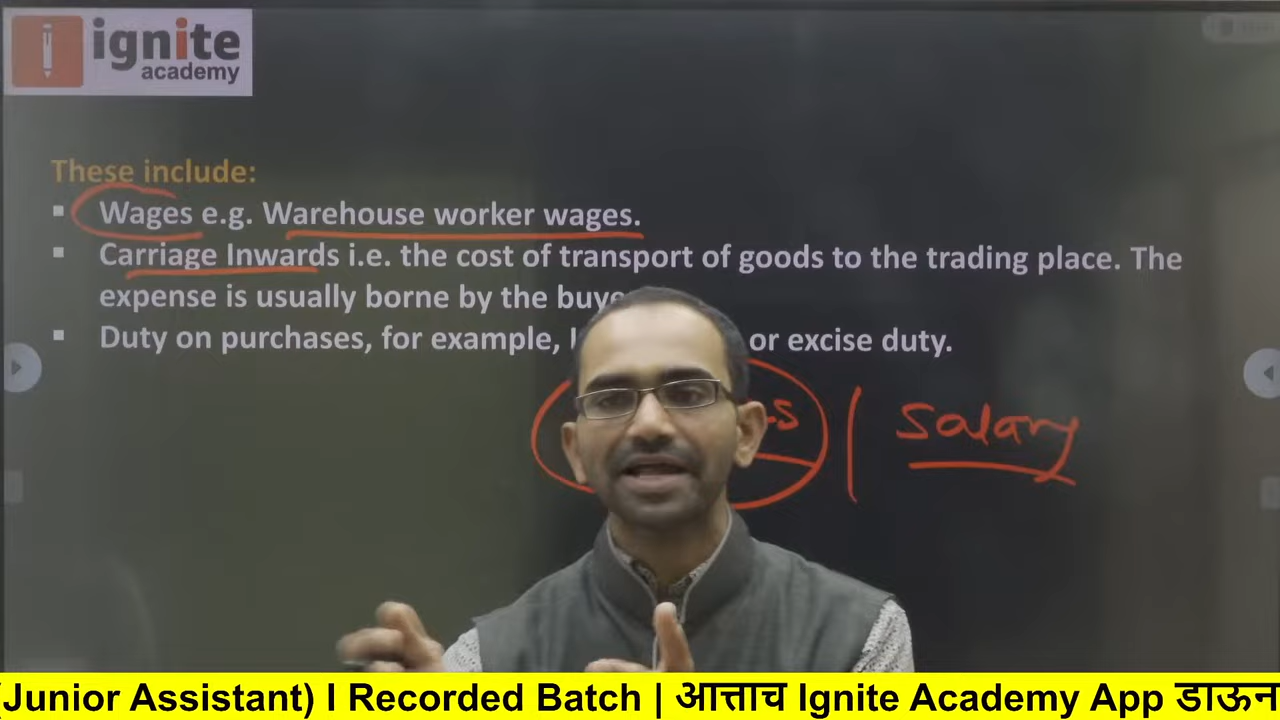 ignite
academy
These include:
▪ Wages e.g. Warehouse worker wages.
▪ Carriage Inwards i.e. the cost of transport of goods to the trading place. The
expense is usually borne by the
▪ Duty on purchases, for example, or excise duty.
Salary
(Junior Assistant) l Recorded Batch | आत्ताच Ignite Academy App डाऊन